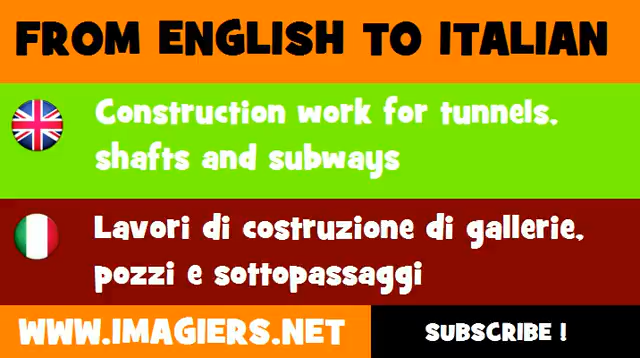 FROM ENGLISH TO ITALIAN
Construction work for tunnels,
shafts and subways
Lavori di costruzione di gallerie,
pozzi e sottopassaggi
WWW.IMAGIERS.NET
SUBSCRIBE !